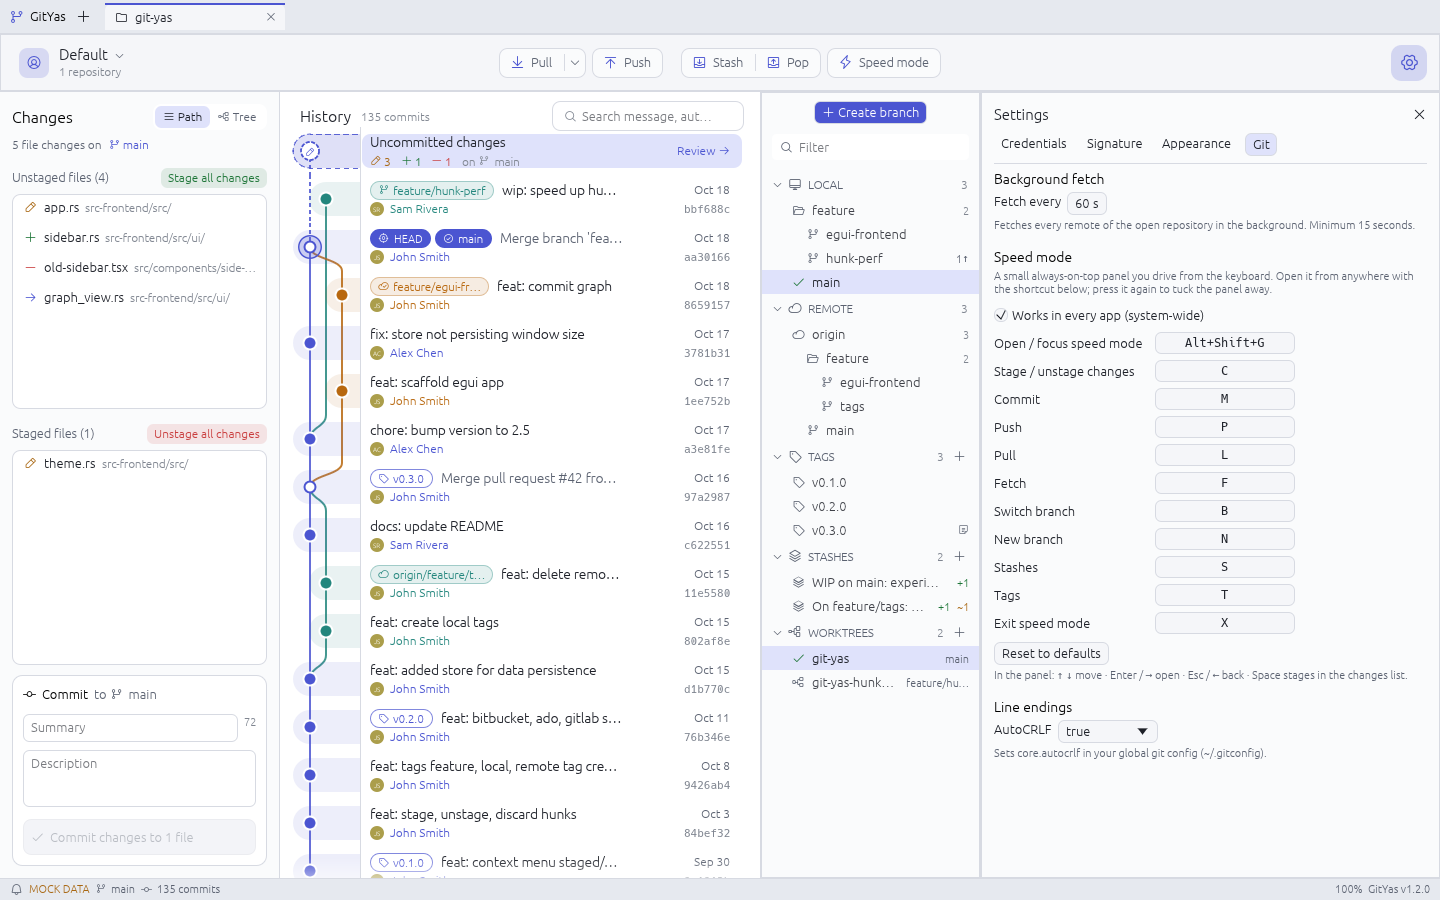 GitYas
git-yas
Default
1 repository
Pull
Push
Stash
Pop
Speed mode
Changes
Path
Tree
5 file changes on main
Unstaged files (4)
Stage all changes
app.rs src-frontend/src/
sidebar.rs src-frontend/src/ui/
old-sidebar.tsx src/components/side-…
graph_view.rs src-frontend/src/ui/
Staged files (1)
Unstage all changes
theme.rs src-frontend/src/
Commit to main
Summary
72
Description
Commit changes to 1 file
History 135 commits
Search message, aut…
Uncommitted changes
3 + 1 − 1 on main
Review →
feature/hunk-perf wip: speed up hu… Oct 18
Sam Rivera bbf688c
HEAD main Merge branch 'fea… Oct 18
John Smith aa30166
feature/egui-fr… feat: commit graph Oct 18
John Smith 8659157
fix: store not persisting window size Oct 17
Alex Chen 3781b31
feat: scaffold egui app Oct 17
John Smith 1ee752b
chore: bump version to 2.5 Oct 17
Alex Chen a3e81fe
v0.3.0 Merge pull request #42 fro… Oct 16
John Smith 97a2987
docs: update README Oct 16
Sam Rivera c622551
origin/feature/t… feat: delete remo… Oct 15
John Smith 11e5580
feat: create local tags Oct 15
John Smith 802af8e
feat: added store for data persistence Oct 15
John Smith d1b770c
v0.2.0 feat: bitbucket, ado, gitlab s… Oct 11
John Smith 76b346e
feat: tags feature, local, remote tag cre… Oct 8
John Smith 9426ab4
feat: stage, unstage, discard hunks Oct 3
John Smith 84bef32
v0.1.0 feat: context menu staged/… Sep 30
Create branch
Filter
LOCAL 3
feature 2
egui-frontend
hunk-perf 1↑
main
REMOTE 3
origin
feature 2
egui-frontend
tags
main
TAGS 3
v0.1.0
v0.2.0
v0.3.0
STASHES 2
WIP on main: experi… +1
On feature/tags: … +1 ~1
WORKTREES 2
git-yas main
git-yas-hunk… feature/hu…
Settings
Credentials
Signature
Appearance
Git
Background fetch
Fetch every 60 s
Fetches every remote of the open repository in the background. Minimum 15 seconds.
Speed mode
A small always-on-top panel you drive from the keyboard. Open it from anywhere with
the shortcut below; press it again to tuck the panel away.
Works in every app (system-wide)
Open / focus speed mode Alt+Shift+G
Stage / unstage changes C
Commit M
Push P
Pull L
Fetch F
Switch branch B
New branch N
Stashes S
Tags T
Exit speed mode X
Reset to defaults
In the panel: ↑ ↓ move · Enter / → open · Esc / ← back · Space stages in the changes list.
Line endings
AutoCRLF true
Sets core.autocrlf in your global git config (~/.gitconfig).
MOCK DATA main 135 commits
100% GitYas v1.2.0